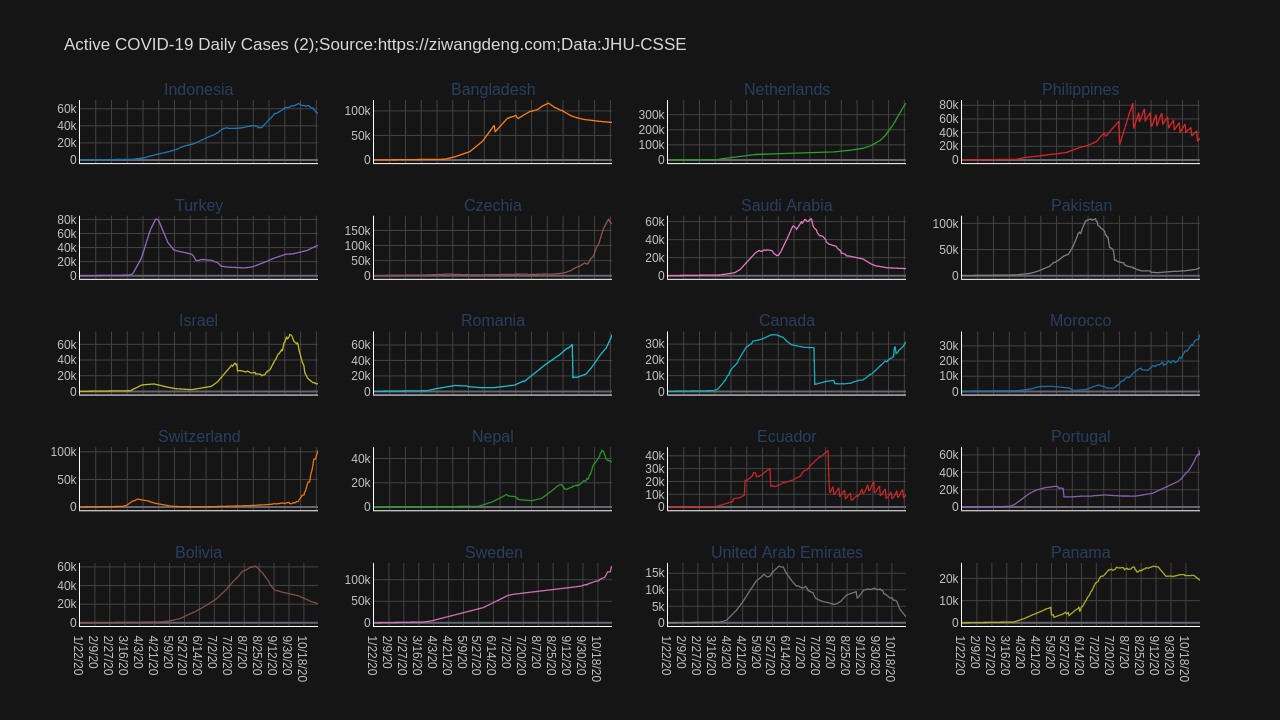 Active COVID-19 Daily Cases (2);Source:https://ziwangdeng.com;Data:JHU-CSSE
Indonesia Bangladesh Netherlands Philippines
60k
40k
20k
0
100k
50k
0
300k
200k
100k
0
80k
60k
40k
20k
0
Turkey Czechia Saudi Arabia Pakistan
80k
60k
40k
20k
0
150k
100k
50k
0
60k
40k
20k
0
100k
50k
0
Israel Romania Canada Morocco
60k
40k
20k
0
60k
40k
20k
0
30k
20k
10k
0
30k
20k
10k
0
Switzerland Nepal Ecuador Portugal
100k
50k
0
40k
20k
0
40k
30k
20k
10k
0
60k
40k
20k
0
Bolivia Sweden United Arab Emirates Panama
60k
40k
20k
0
100k
50k
0
15k
10k
5k
0
20k
10k
0
1/22/20 2/9/20 2/27/20 3/16/20 4/3/20 4/21/20 5/9/20 5/27/20 6/14/20 7/2/20 7/20/20 8/7/20 8/25/20 9/12/20 9/30/20 10/18/20
1/22/20 2/9/20 2/27/20 3/16/20 4/3/20 4/21/20 5/9/20 5/27/20 6/14/20 7/2/20 7/20/20 8/7/20 8/25/20 9/12/20 9/30/20 10/18/20
1/22/20 2/9/20 2/27/20 3/16/20 4/3/20 4/21/20 5/9/20 5/27/20 6/14/20 7/2/20 7/20/20 8/7/20 8/25/20 9/12/20 9/30/20 10/18/20
1/22/20 2/9/20 2/27/20 3/16/20 4/3/20 4/21/20 5/9/20 5/27/20 6/14/20 7/2/20 7/20/20 8/7/20 8/25/20 9/12/20 9/30/20 10/18/20